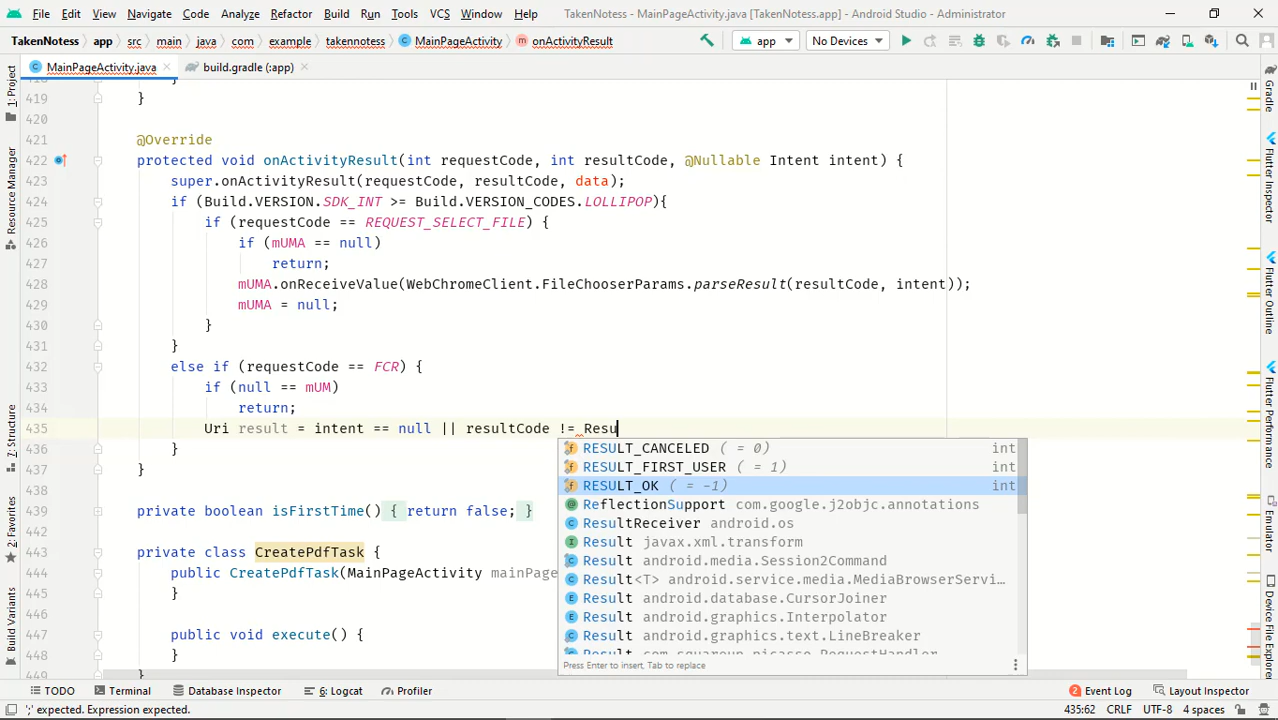 File Edit View Navigate Code Analyze Refactor Build Run Tools VCS Window Help TakenNotess - MainPageActivity.java [TakenNotess.app] - Android Studio - Administrator
TakenNotess app src main java com example takennotess MainPageActivity onActivityResult app No Devices
MainPageActivity.java build.gradle (:app)
1: Project
Resource Manager
Z: Structure
2: Favorites
Build Variants
419 }
420
421 @Override
422 protected void onActivityResult(int requestCode, int resultCode, @Nullable Intent intent) {
423 super.onActivityResult(requestCode, resultCode, data);
424 if (Build.VERSION.SDK_INT >= Build.VERSION_CODES.LOLLIPOP){
425 if (requestCode == REQUEST_SELECT_FILE) {
426 if (mUMA == null)
427 return;
428 mUMA.onReceiveValue(WebChromeClient.FileChooserParams.parseResult(resultCode, intent));
429 mUMA = null;
430 }
431 }
432 else if (requestCode == FCR) {
433 if (null == mUM)
434 return;
435 Uri result = intent == null || resultCode != Resu
436 }
437 }
438
439 private boolean isFirstTime() { return false; }
442
443 private class CreatePdfTask {
444 public CreatePdfTask(MainPageActivity mainPage
445 }
446
447 public void execute() {
448 }
449 }
RESULT_CANCELED ( = 0) int
RESULT_FIRST_USER ( = 1) int
RESULT_OK ( = -1) int
ReflectionSupport com.google.j2objc.annotations
ResultReceiver android.os
Result javax.xml.transform
Result android.media.Session2Command
Result<T> android.service.media.MediaBrowserServi...
Result android.database.CursorJoiner
Result android.graphics.Interpolator
Result android.graphics.text.LineBreaker
Result com.squareup.picasso.RequestHandler
Press Enter to insert, Tab to replace
Gradle
Flutter Inspector
Flutter Outline
Flutter Performance
Emulator
Device File Explorer
TODO Terminal Database Inspector 6: Logcat Profiler 2 Event Log Layout Inspector
';' expected. Expression expected. 435:62 CRLF UTF-8 4 spaces